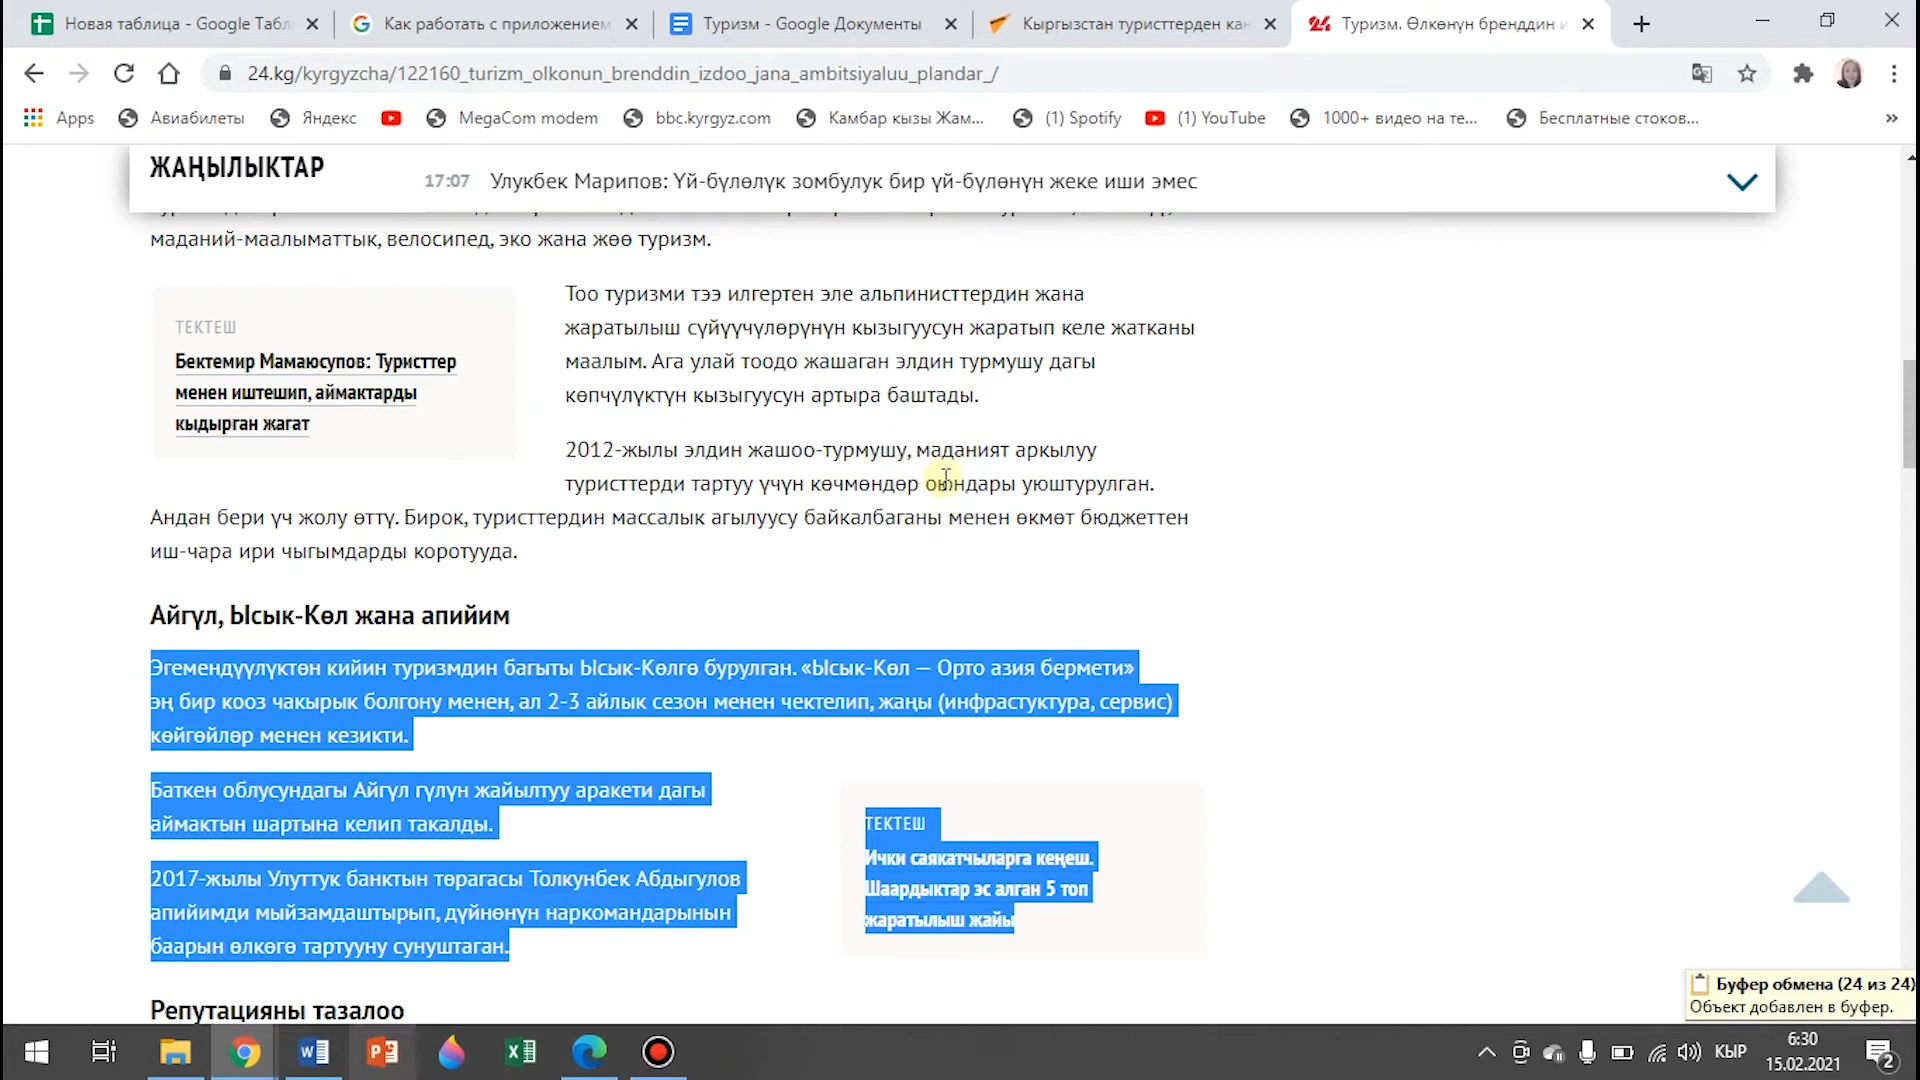 Новая таблица - Google Табл
Как работать с приложением
Туризм - Google Документы
Кыргызстан туристтерден кан
Туризм. Өлкөнүн бренддин и
24.kg/kyrgyzcha/122160_turizm_olkonun_brenddin_izdoo_jana_ambitsiyaluu_plandar_/
Apps
Авиабилеты
Яндекс
MegaCom modem
bbc.kyrgyz.com
Камбар кызы Жам...
(1) Spotify
(1) YouTube
1000+ видео на те...
Бесплатные стоков...
»
ЖАҢЫЛЫКТАР
17:07 Улукбек Марипов: Үй-бүлөлүк зомбулук бир үй-бүлөнүн жеке иши эмес
маданий-маалыматтык, велосипед, эко жана жөө туризм.
ТЕКТЕШ
Бектемир Мамаюсупов: Туристтер
менен иштешип, аймактарды
кыдырган жагат
Тоо туризми тээ илгертен эле альпинисттердин жана
жаратылыш сүйүүчүлөрүнүн кызыгуусун жаратып келе жатканы
маалым. Ага улай тоодо жашаган элдин турмушу дагы
көпчүлүктүн кызыгуусун артыра баштады.
2012-жылы элдин жашоо-турмушу, маданият аркылуу
туристтерди тартуу үчүн көчмөндөр оюндары уюштурулган.
Андан бери үч жолу өттү. Бирок, туристтердин массалык агылуусу байкалбаганы менен өкмөт бюджеттен
иш-чара ири чыгымдарды коротууда.
Айгүл, Ысык-Көл жана апийим
Эгемендүүлүктөн кийин туризмдин багыты Ысык-Көлгө бурулган. «Ысык-Көл — Орто азия бермети»
эң бир кооз чакырык болгону менен, ал 2-3 айлык сезон менен чектелип, жаңы (инфрастуктура, сервис)
көйгөйлөр менен кезикти.
Баткен облусундагы Айгүл гүлүн жайылтуу аракети дагы
аймактын шартына келип такалды.
2017-жылы Улуттук банктын төрагасы Толкунбек Абдыгулов
апийимди мыйзамдаштырып, дүйнөнүн наркомандарынын
баарын өлкөгө тартууну сунуштаган.
ТЕКТЕШ
Ички саякатчыларга кеңеш.
Шаардыктар эс алган 5 топ
жаратылыш жайы
Репутацияны тазалоо
Буфер обмена (24 из 24)
Объект добавлен в буфер.
КЫР
6:30
15.02.2021
2